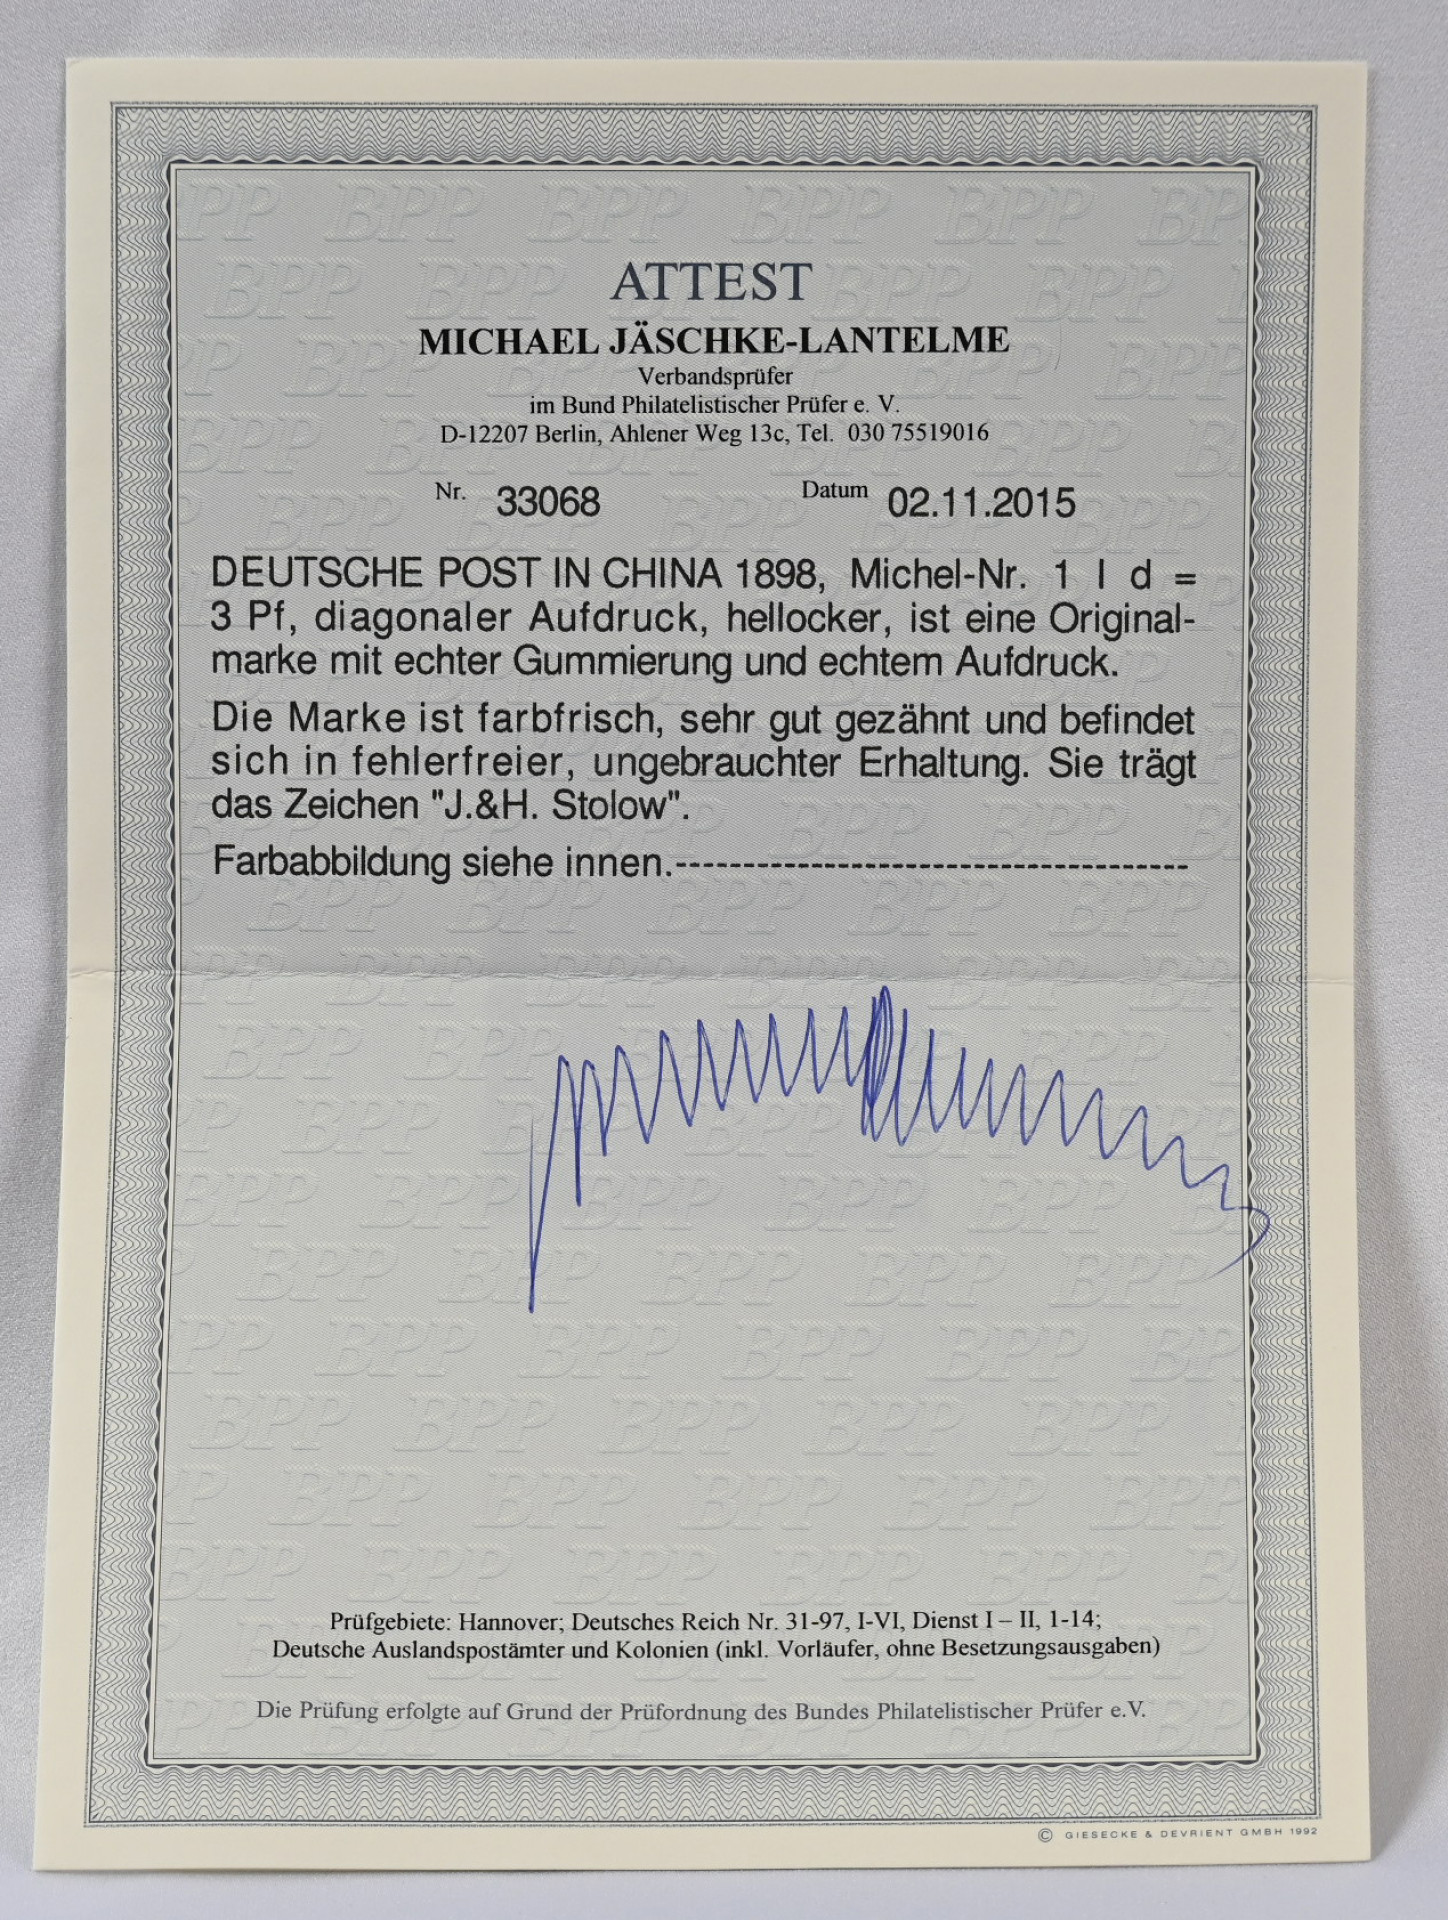 ATTEST
MICHAEL JÄSCHKE-LANTELME
Verbandsprüfer
im Bund Philatelistischer Prüfer e. V.
D-12207 Berlin, Ahlener Weg 13c, Tel. 030 75519016
Nr. 33068 Datum 02.11.2015
DEUTSCHE POST IN CHINA 1898, Michel-Nr. 1 I d =
3 Pf, diagonaler Aufdruck, hellocker, ist eine Original-
marke mit echter Gummierung und echtem Aufdruck.
Die Marke ist farbfrisch, sehr gut gezähnt und befindet
sich in fehlerfreier, ungebrauchter Erhaltung. Sie trägt
das Zeichen "J.&H. Stolow".
Farbabbildung siehe innen.--------------------------------------
Prüfgebiete: Hannover; Deutsches Reich Nr. 31-97, I-VI, Dienst I – II, 1-14;
Deutsche Auslandspostämter und Kolonien (inkl. Vorläufer, ohne Besetzungsausgaben)
Die Prüfung erfolgte auf Grund der Prüfordnung des Bundes Philatelistischer Prüfer e.V.
© GIESECKE & DEVRIENT GMBH 1992